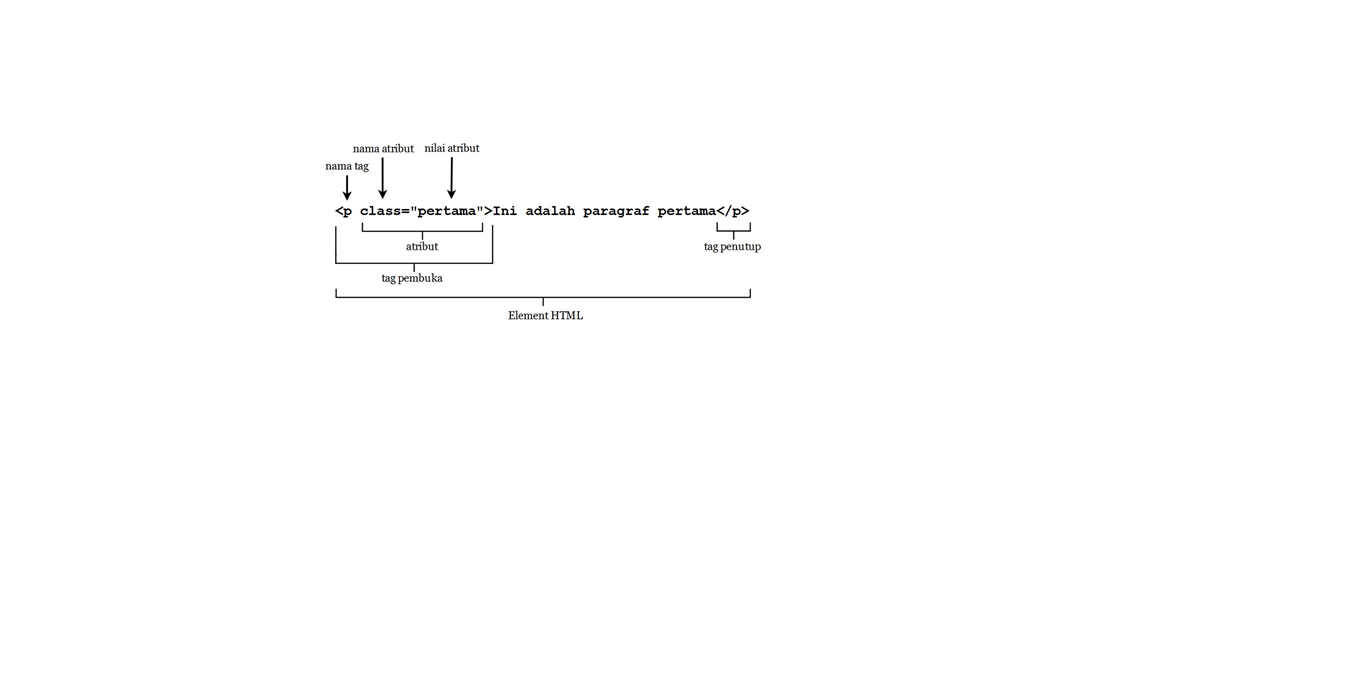 nama atribut nilai atribut
nama tag
<p class="pertama">Ini adalah paragraf pertama</p>
atribut tag penutup
tag pembuka
Element HTML